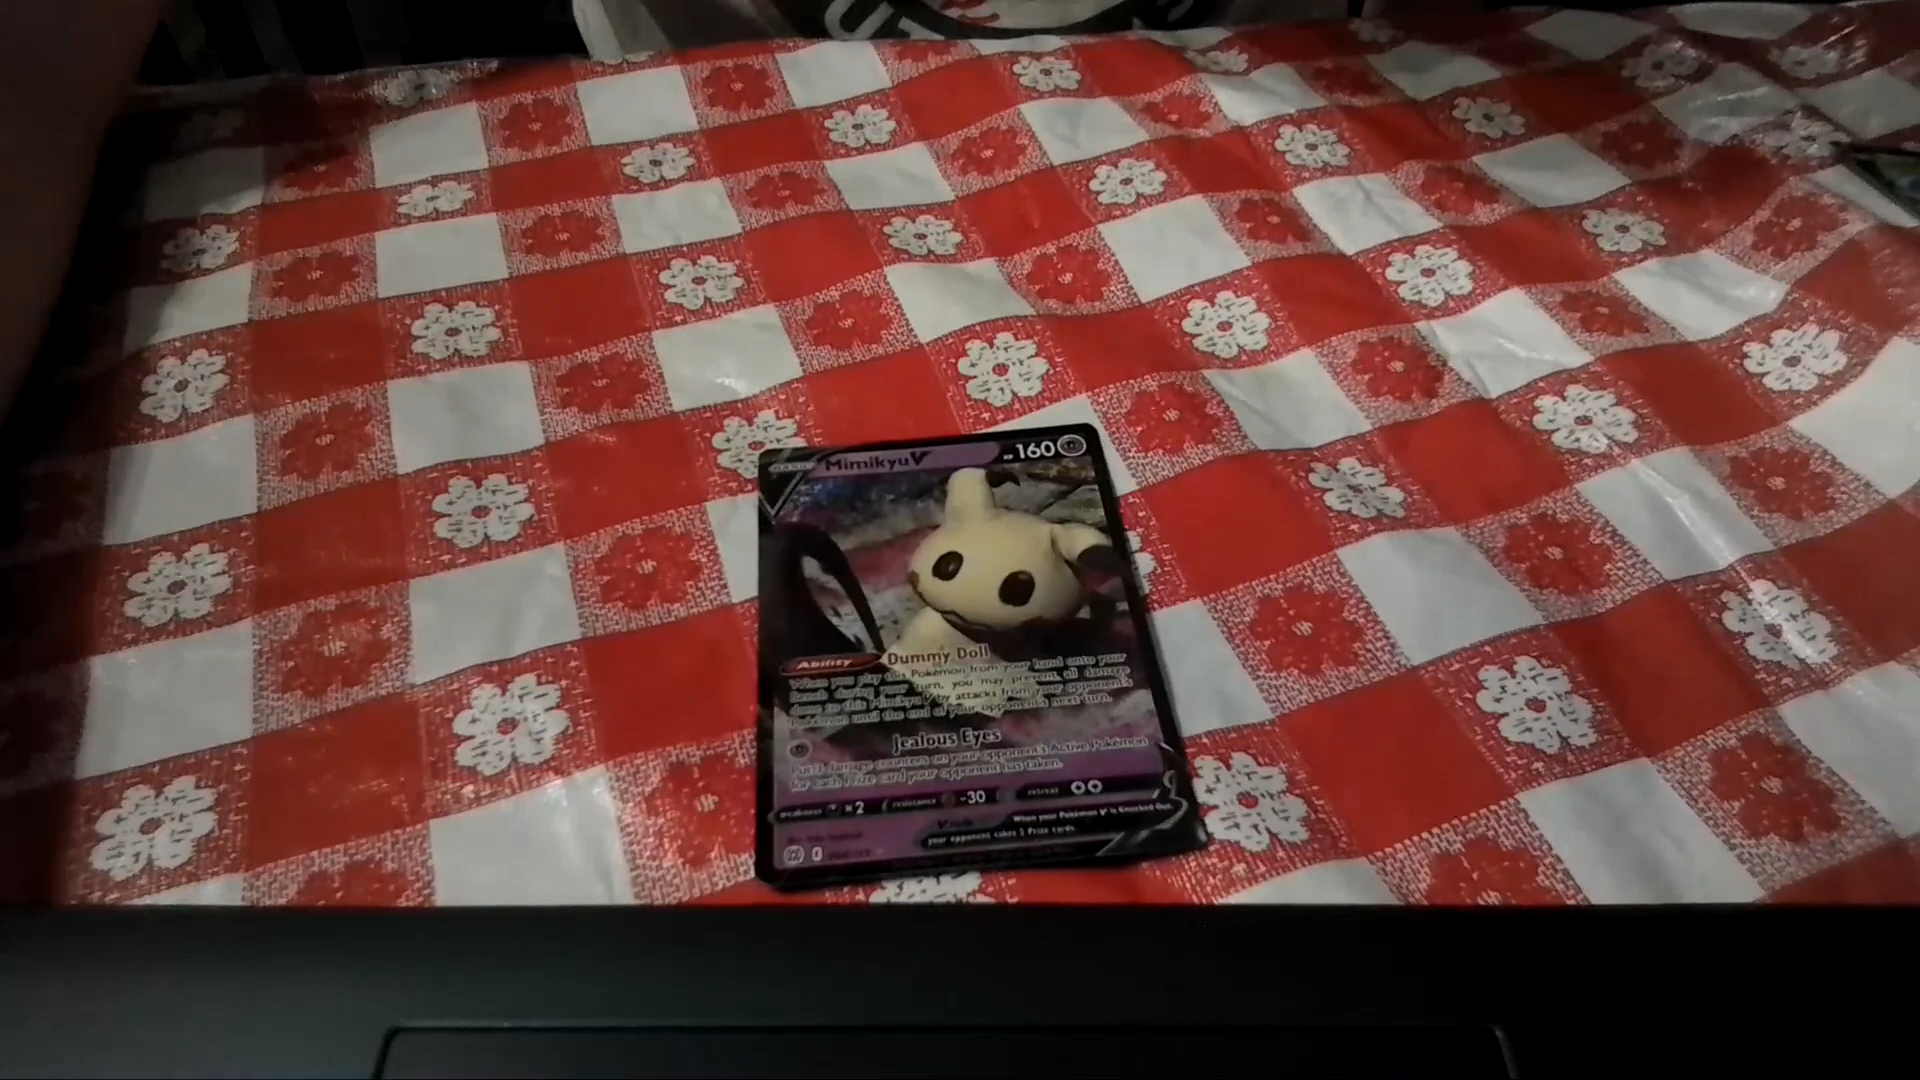 UT
BASIC Mimikyu V HP 160
Ability Dummy Doll
When you play this Pokémon from your hand onto your
Bench during your turn, you may prevent all damage
done to this Mimikyu V by attacks from your opponent's
Pokémon until the end of your opponent's next turn.
Jealous Eyes
Put 3 damage counters on your opponent's Active Pokémon
for each Prize card your opponent has taken.
weakness ×2 resistance -30 retreat
V rule When your Pokémon V is Knocked Out,
your opponent takes 2 Prize cards.